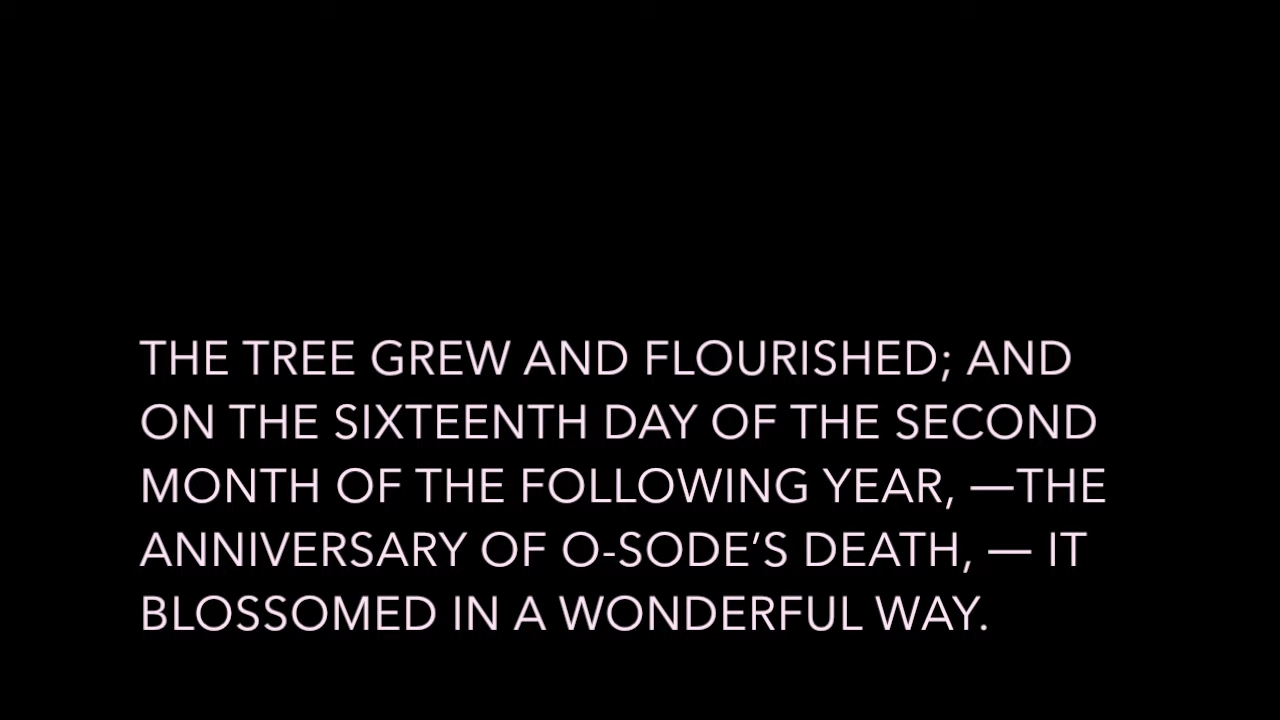 THE TREE GREW AND FLOURISHED; AND
ON THE SIXTEENTH DAY OF THE SECOND
MONTH OF THE FOLLOWING YEAR, —THE
ANNIVERSARY OF O-SODE’S DEATH, — IT
BLOSSOMED IN A WONDERFUL WAY.